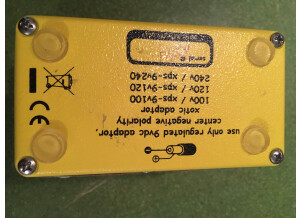 use only regulated 9vdc adaptor.
center negative polarity
xotic adaptor
100v / xps-9v100
120v / xps-9v120
240v / xps-9v240
serial #
CE